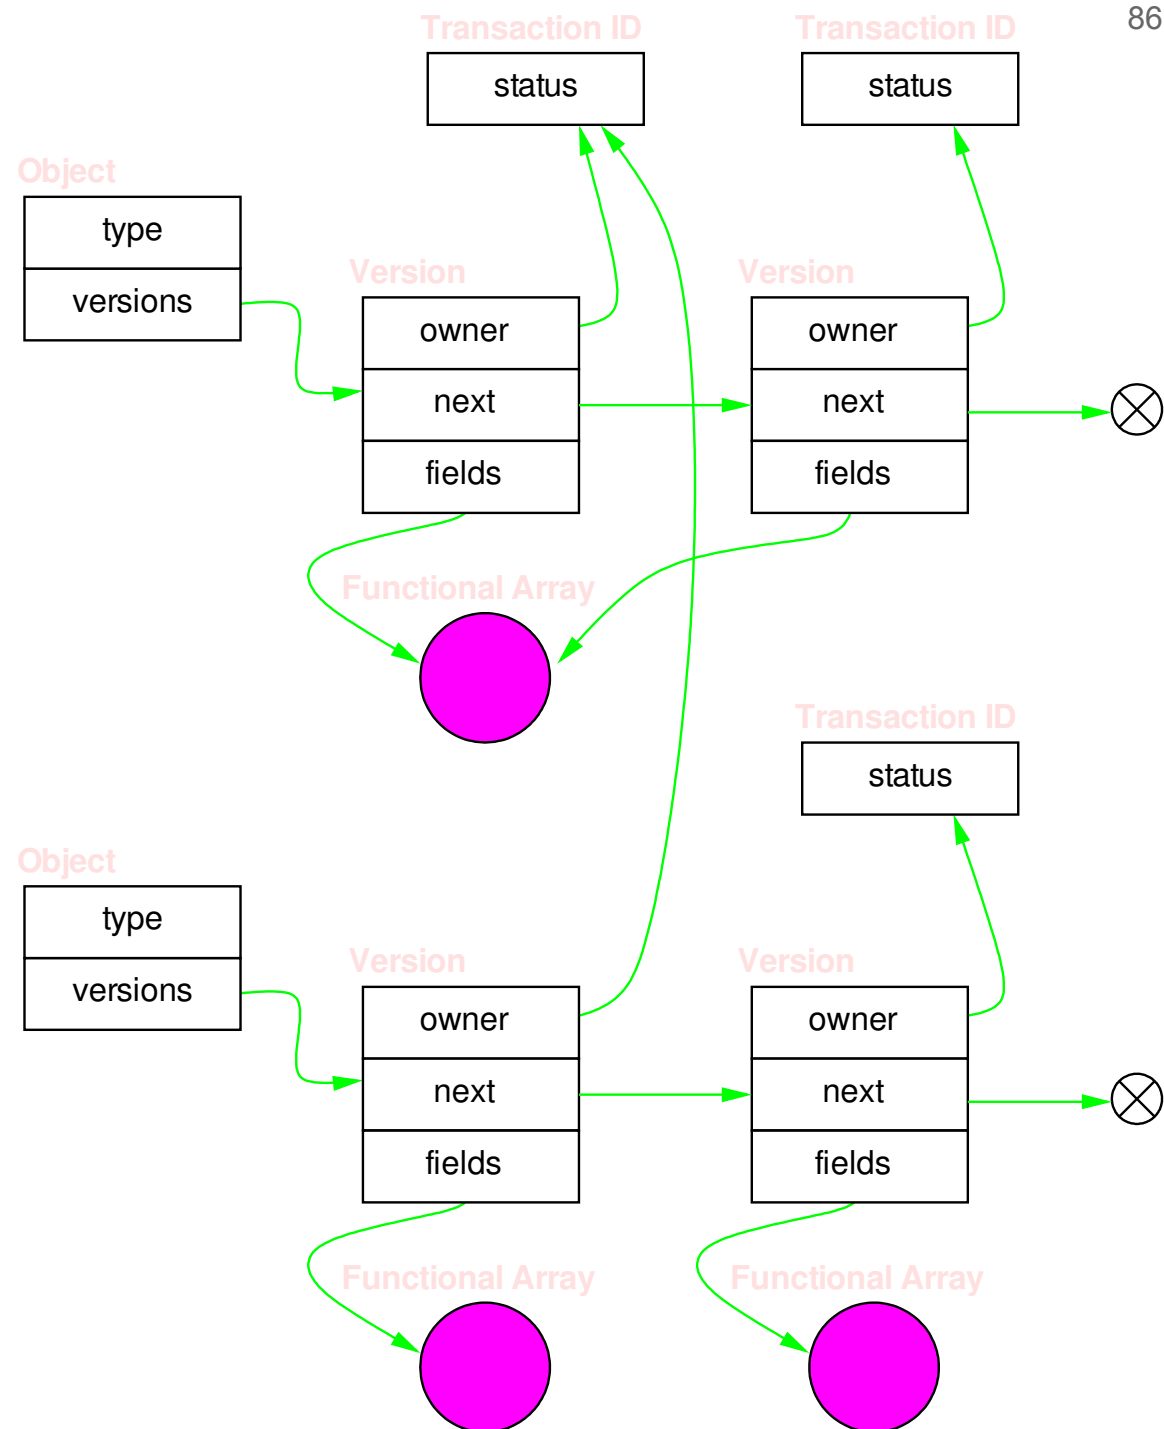 86
Transaction ID
Transaction ID
status
status
Object
type
versions
Version
Version
owner
owner
next
next
fields
fields
Functional Array
Transaction ID
status
Object
type
versions
Version
Version
owner
owner
next
next
fields
fields
Functional Array
Functional Array